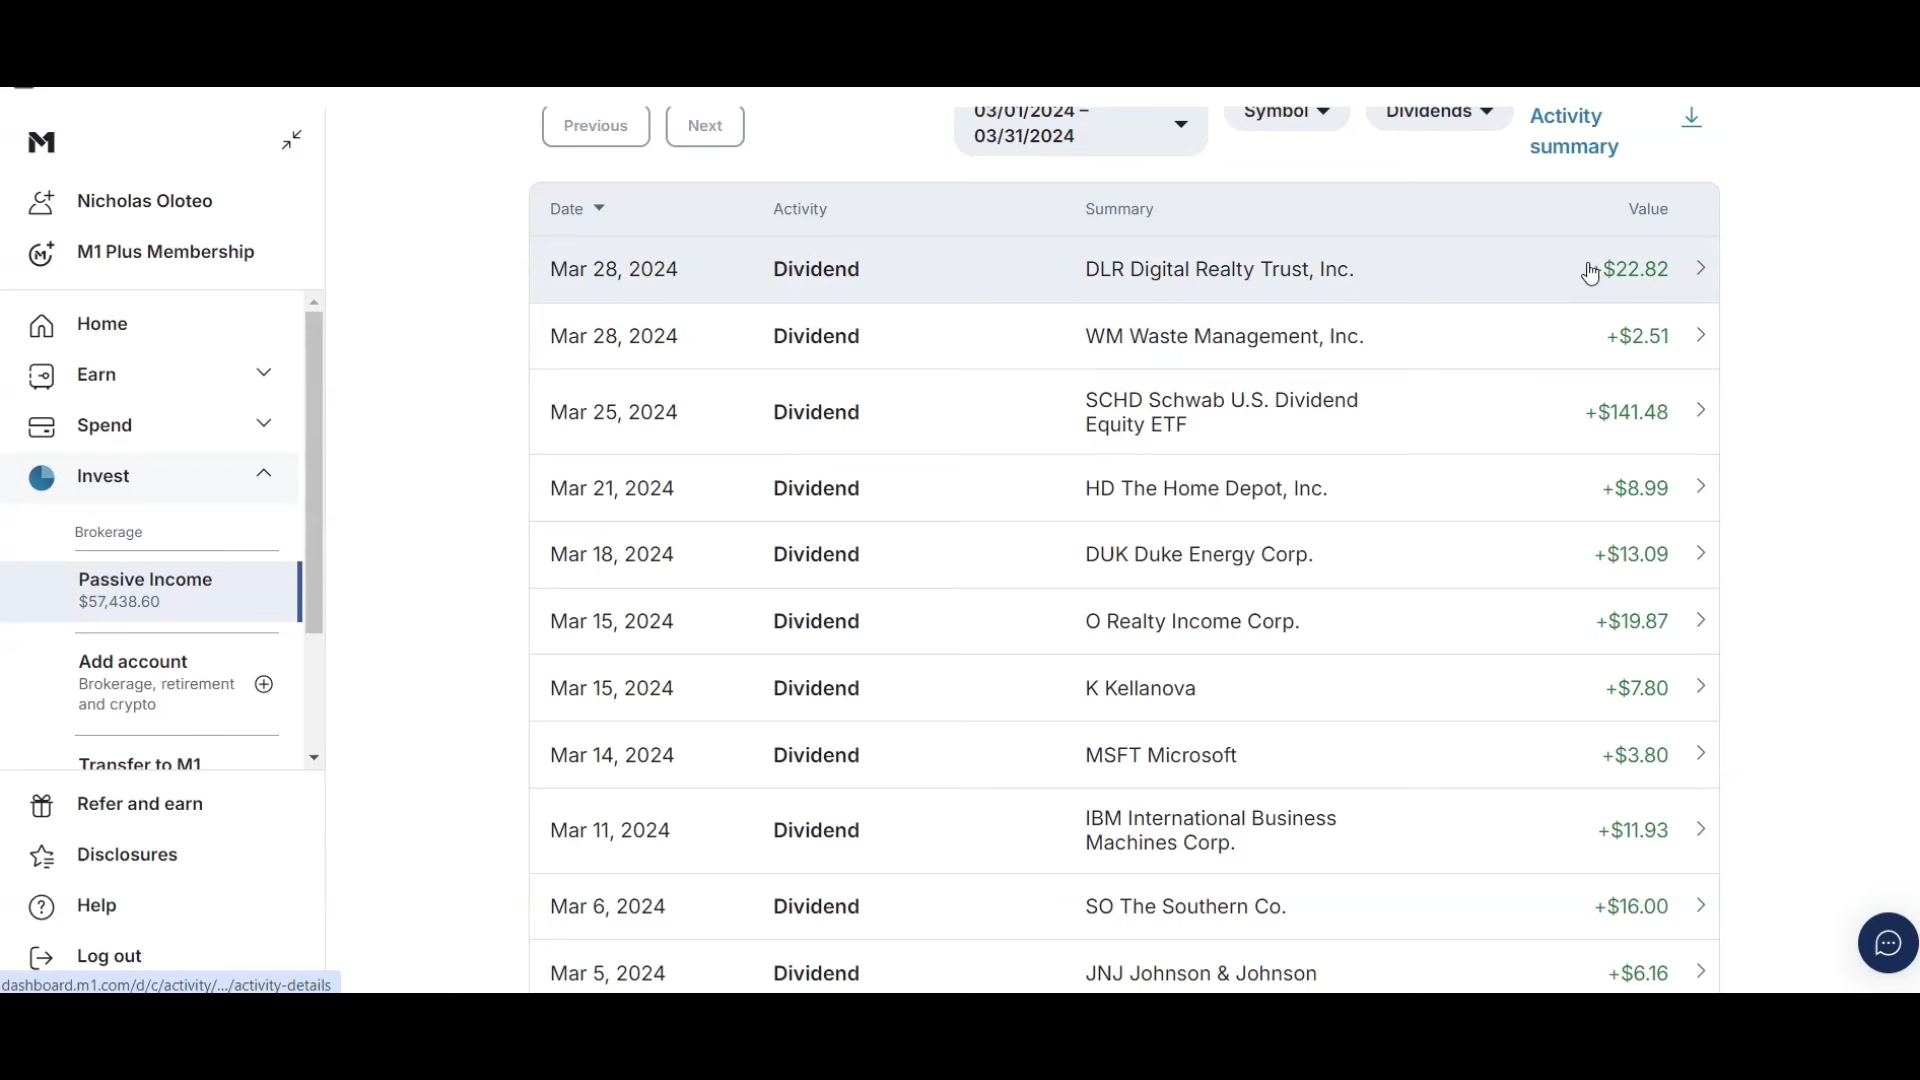 Previous
Next
03/01/2024 –
03/31/2024
Symbol
Dividends
Activity
summary
Nicholas Oloteo
M1 Plus Membership
Home
Earn
Spend
Invest
Brokerage
Passive Income
$57,438.60
Add account
Brokerage, retirement
and crypto
Transfer to M1
Refer and earn
Disclosures
Help
Log out
dashboard.m1.com/d/c/activity/.../activity-details
Date Activity Summary Value
Mar 28, 2024 Dividend DLR Digital Realty Trust, Inc. $22.82
Mar 28, 2024 Dividend WM Waste Management, Inc. +$2.51
Mar 25, 2024 Dividend SCHD Schwab U.S. Dividend
Equity ETF +$141.48
Mar 21, 2024 Dividend HD The Home Depot, Inc. +$8.99
Mar 18, 2024 Dividend DUK Duke Energy Corp. +$13.09
Mar 15, 2024 Dividend O Realty Income Corp. +$19.87
Mar 15, 2024 Dividend K Kellanova +$7.80
Mar 14, 2024 Dividend MSFT Microsoft +$3.80
Mar 11, 2024 Dividend IBM International Business
Machines Corp. +$11.93
Mar 6, 2024 Dividend SO The Southern Co. +$16.00
Mar 5, 2024 Dividend JNJ Johnson & Johnson +$6.16